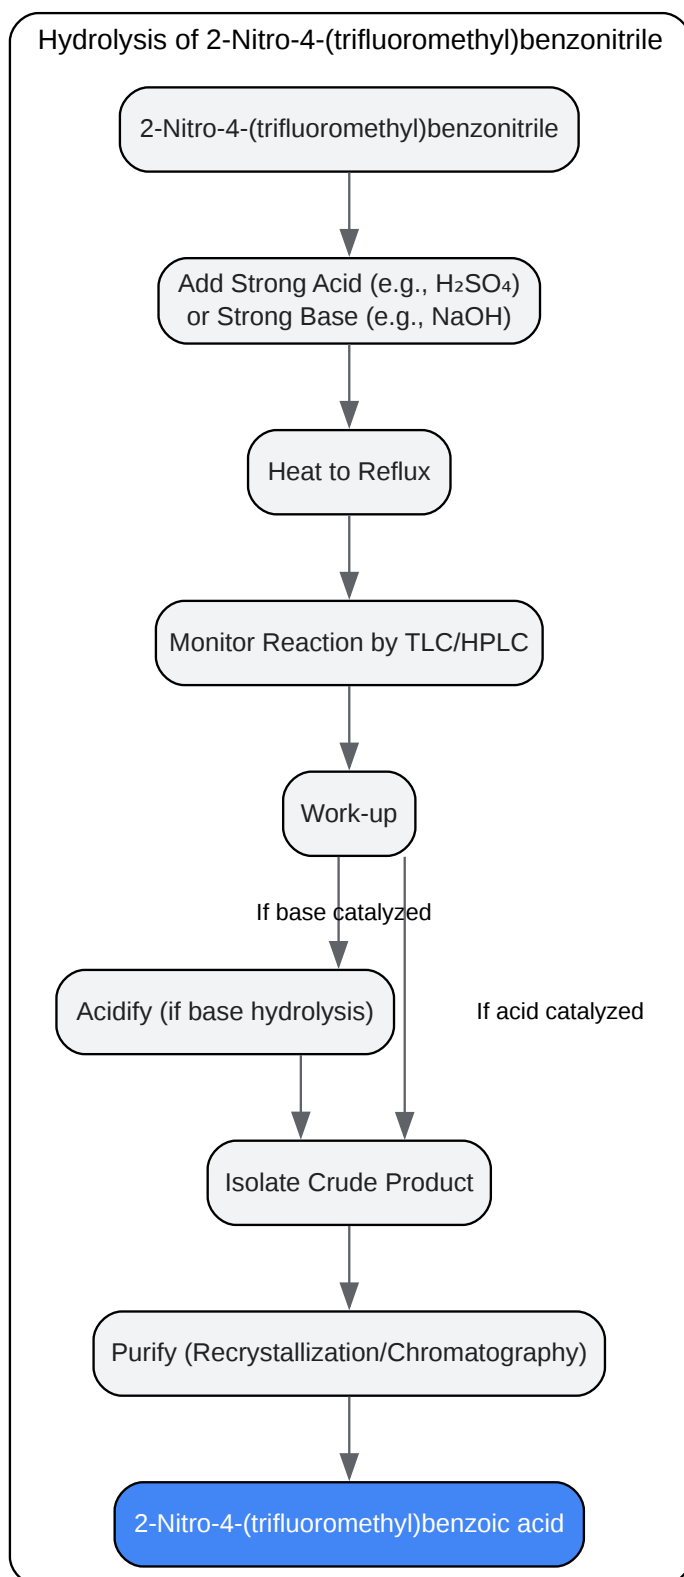 Hydrolysis of 2-Nitro-4-(trifluoromethyl)benzonitrile
2-Nitro-4-(trifluoromethyl)benzonitrile
Add Strong Acid (e.g., H₂SO₄)
or Strong Base (e.g., NaOH)
Heat to Reflux
Monitor Reaction by TLC/HPLC
Work-up
If base catalyzed
Acidify (if base hydrolysis)
If acid catalyzed
Isolate Crude Product
Purify (Recrystallization/Chromatography)
2-Nitro-4-(trifluoromethyl)benzoic acid